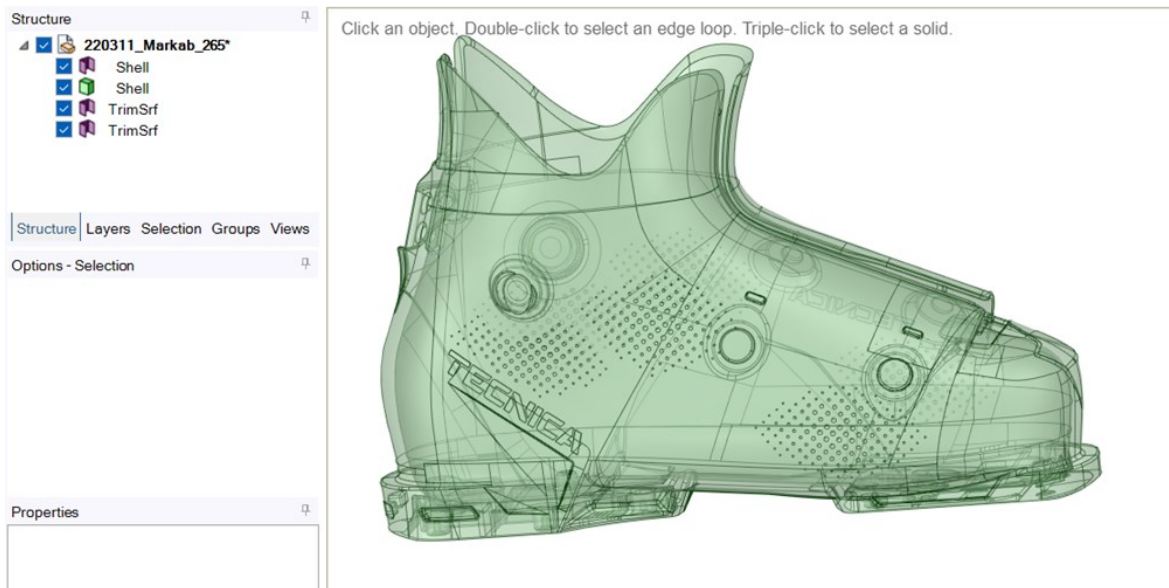 Structure
220311_Markab_265*
Shell
Shell
TrimSrf
TrimSrf
Structure Layers Selection Groups Views
Options - Selection
Properties
Click an object. Double-click to select an edge loop. Triple-click to select a solid.
TECNICA
TECNICA